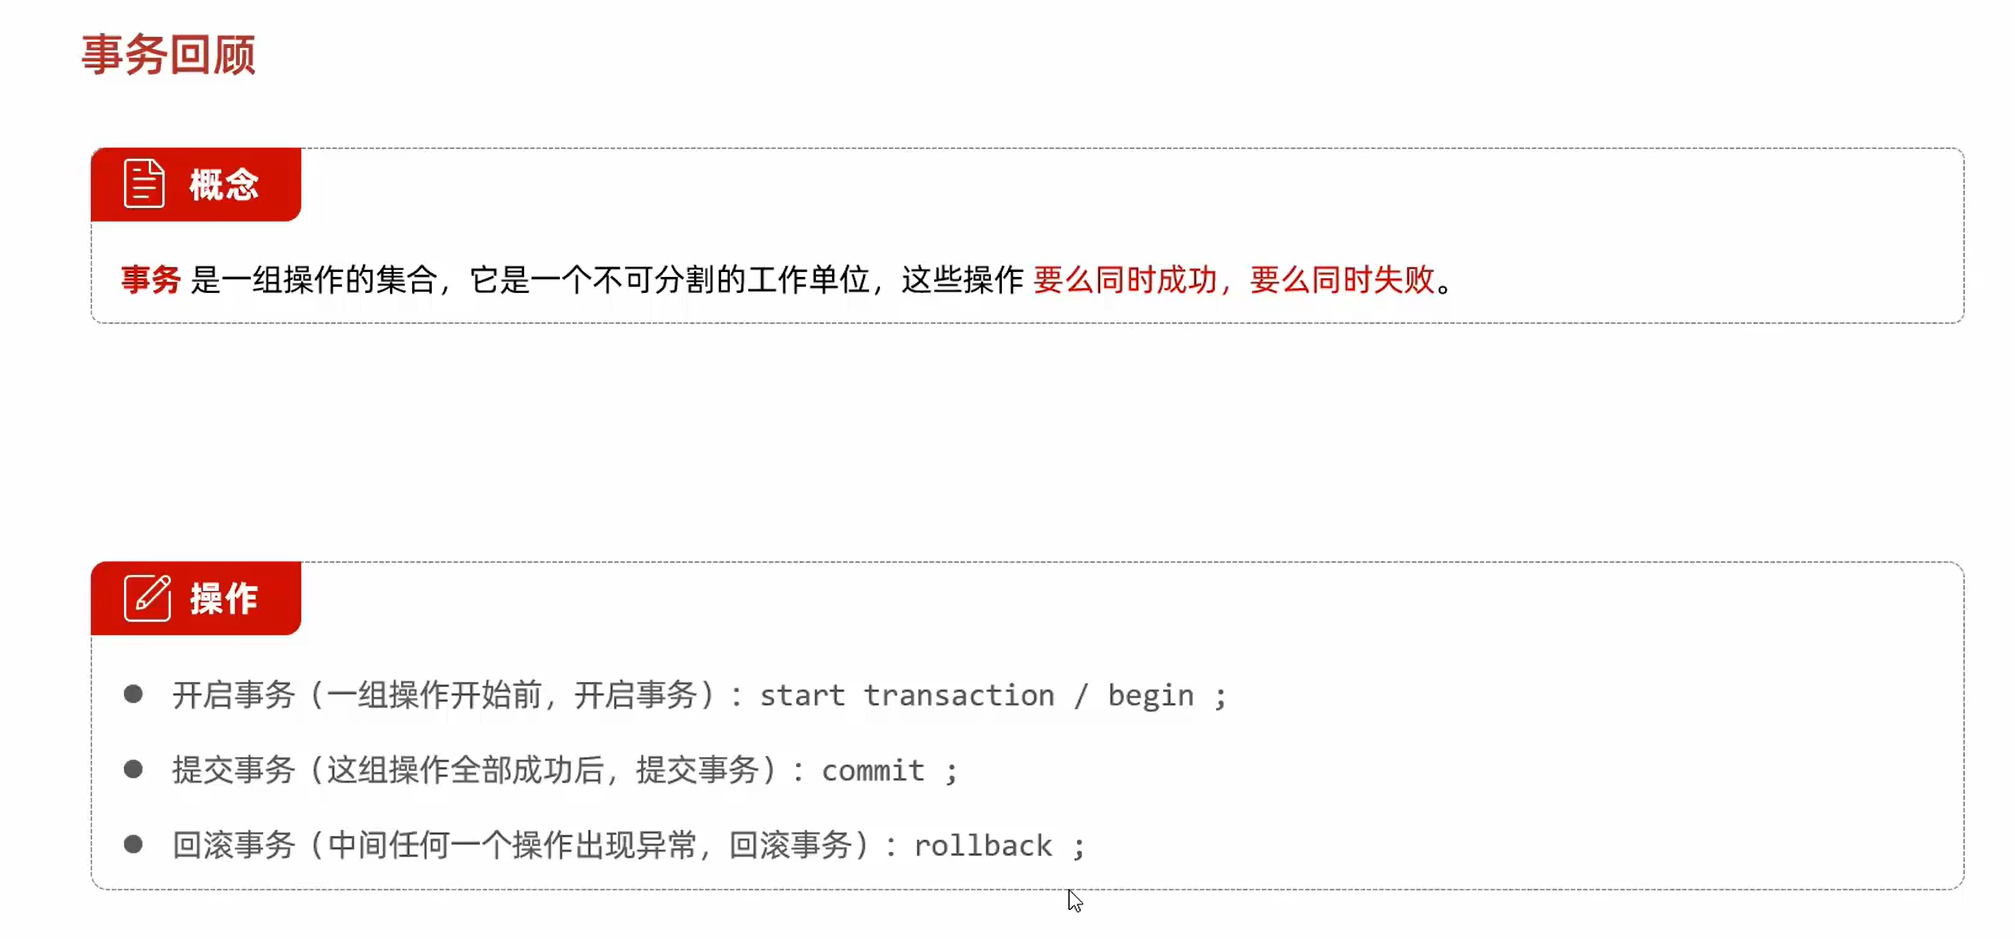 事务回顾
概念
事务 是一组操作的集合，它是一个不可分割的工作单位，这些操作 要么同时成功，要么同时失败。
操作
● 开启事务（一组操作开始前，开启事务）：start transaction / begin ;
● 提交事务（这组操作全部成功后，提交事务）：commit ;
● 回滚事务（中间任何一个操作出现异常，回滚事务）：rollback ;